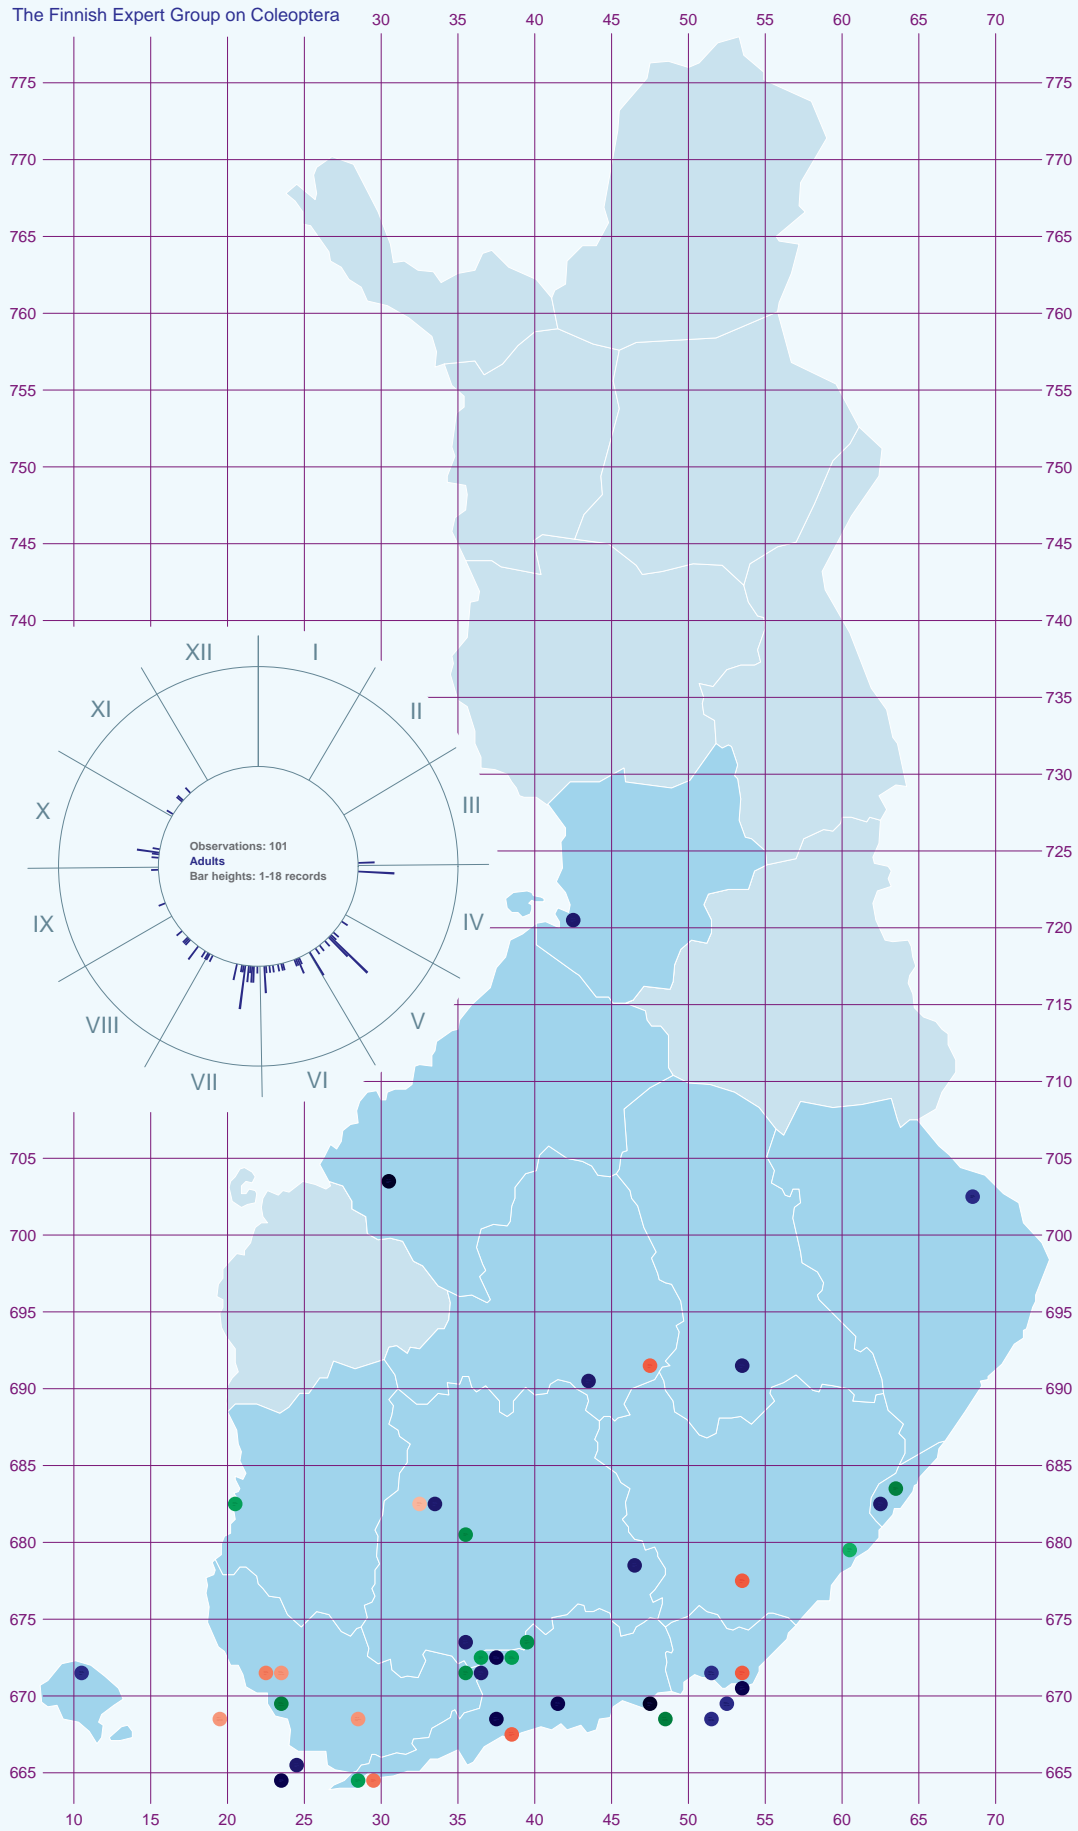 The Finnish Expert Group on Coleoptera
30 40 50 60 70
35 45 55 65
775 775
770 770
765 765
760 760
755 755
750 750
745 745
740 740
735
730
725
720
715
710
705 705
700 700
695 695
690 690
685 685
680 680
675 675
670 670
665 665
XII I
XI II
X III
IX IV
VIII V
VII VI
Observations: 101
Adults
Bar heights: 1-18 records
10 15 20 25 30 35 40 45 50 55 60 65 70